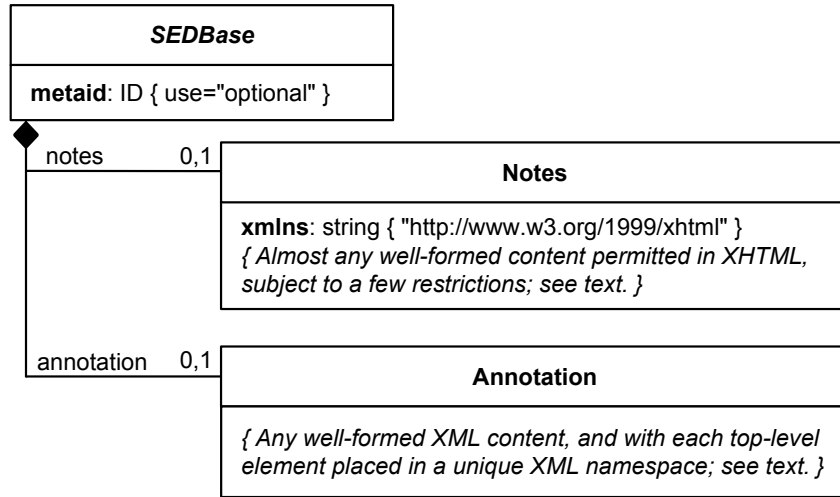 SEDBase
metaid: ID { use="optional" }
notes 0,1
Notes
xmlns: string { "http://www.w3.org/1999/xhtml" }
{ Almost any well-formed content permitted in XHTML,
subject to a few restrictions; see text. }
annotation 0,1
Annotation
{ Any well-formed XML content, and with each top-level
element placed in a unique XML namespace; see text. }